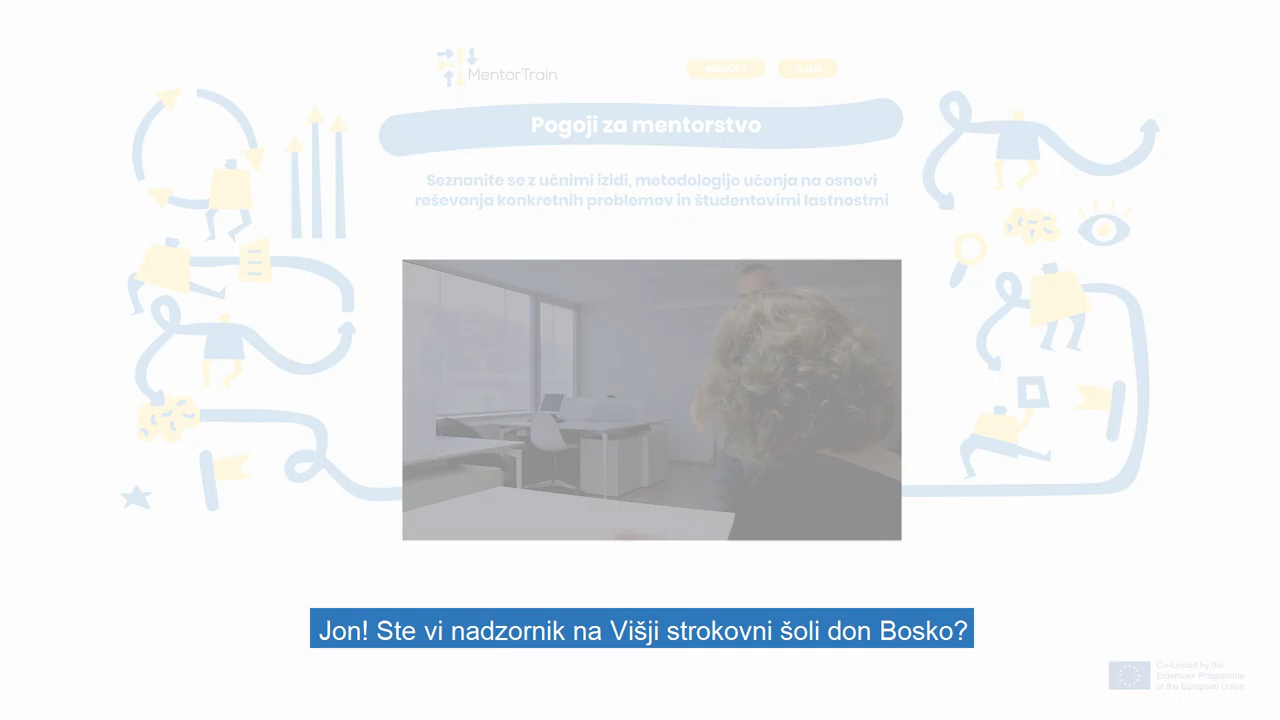 MentorTrain
Pogoji za mentorstvo
Seznanite se z učnimi izidi, metodologijo učenja na osnovi
reševanja konkretnih problemov in študentovimi lastnostmi
Jon! Ste vi nadzornik na Višji strokovni šoli don Bosko?
Co-funded by the
Erasmus+ Programme
of the European Union